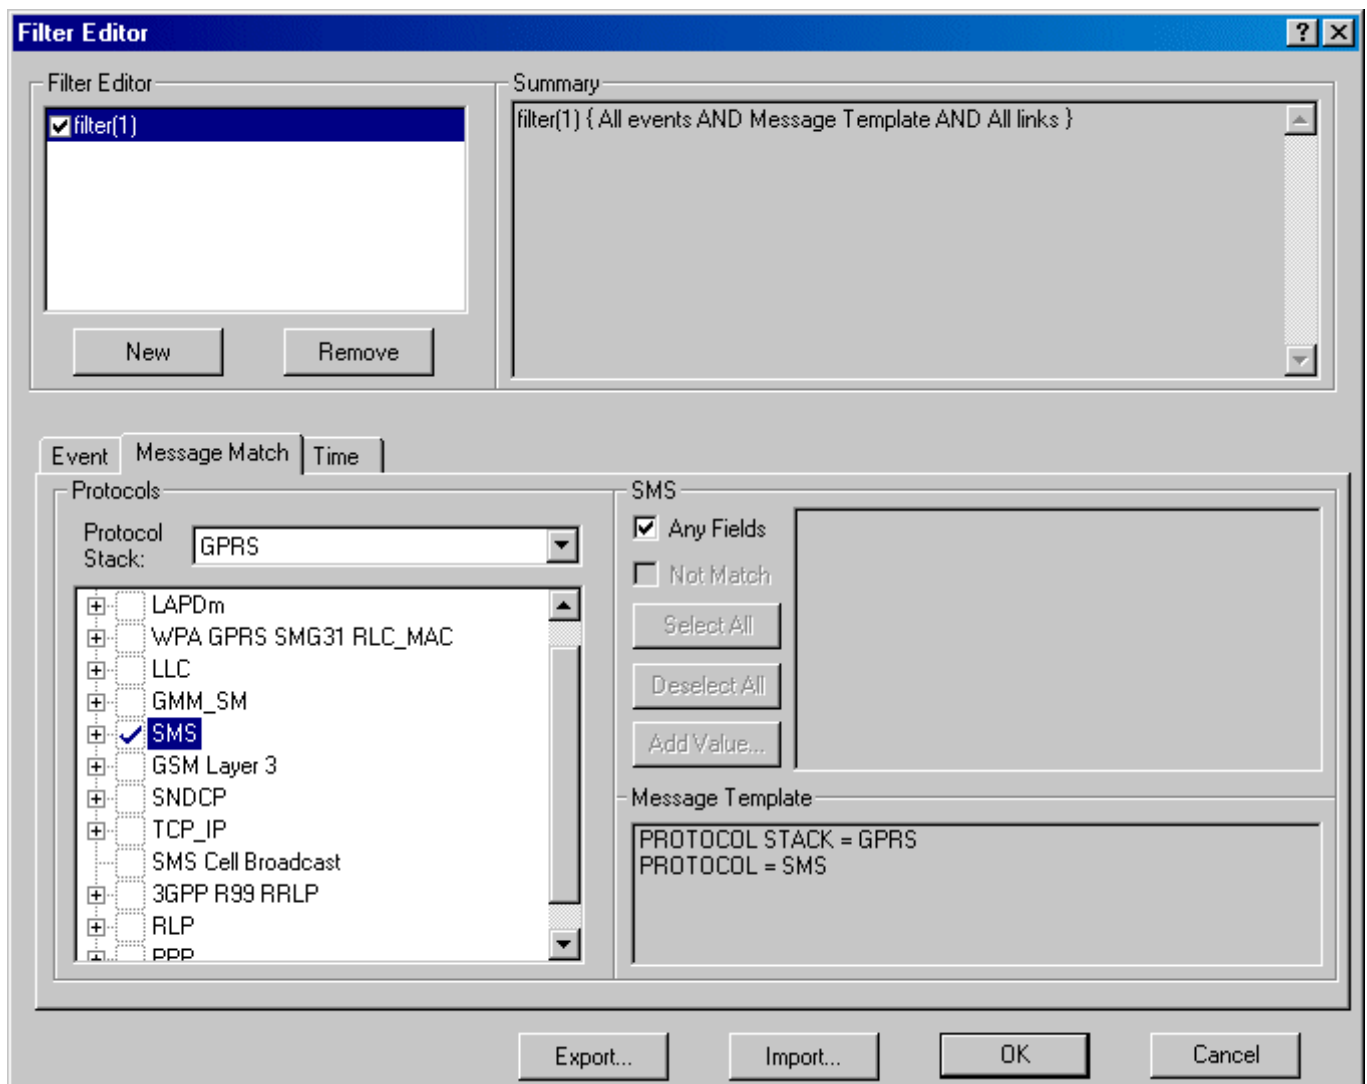 Filter Editor
Filter Editor
filter(1)
New
Remove
Summary
filter(1) { All events AND Message Template AND All links }
Event
Message Match
Time
Protocols
Protocol
Stack:
GPRS
LAPDm
WPA GPRS SMG31 RLC_MAC
LLC
GMM_SM
SMS
GSM Layer 3
SNDCP
TCP_IP
SMS Cell Broadcast
3GPP R99 RRLP
RLP
PPP
SMS
Any Fields
Not Match
Select All
Deselect All
Add Value...
Message Template
PROTOCOL STACK = GPRS
PROTOCOL = SMS
Export...
Import...
OK
Cancel